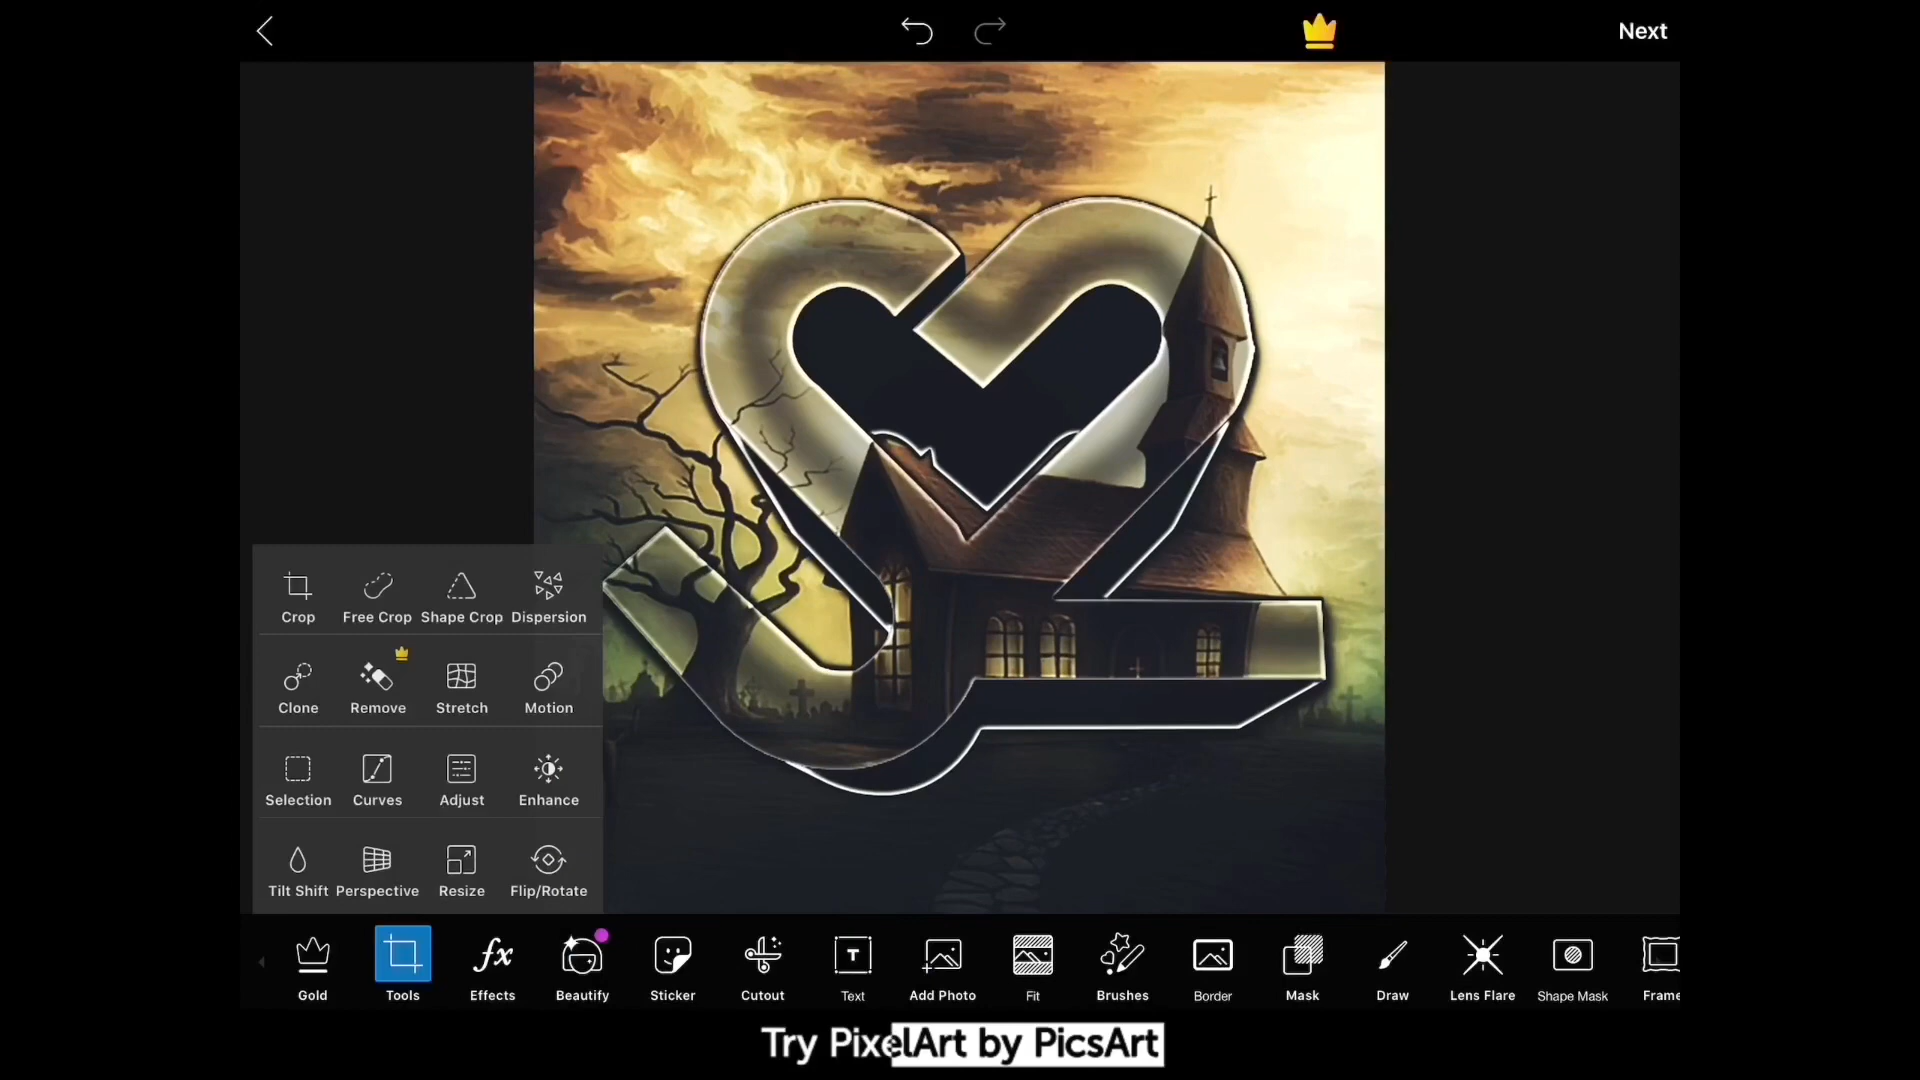 Next
Crop Free Crop Shape Crop Dispersion
Clone Remove Stretch Motion
Selection Curves Adjust Enhance
Tilt Shift Perspective Resize Flip/Rotate
fx
T
Gold Tools Effects Beautify Sticker Cutout Text Add Photo Fit Brushes Border Mask Draw Lens Flare Shape Mask Frame
Try PixelArt by PicsArt